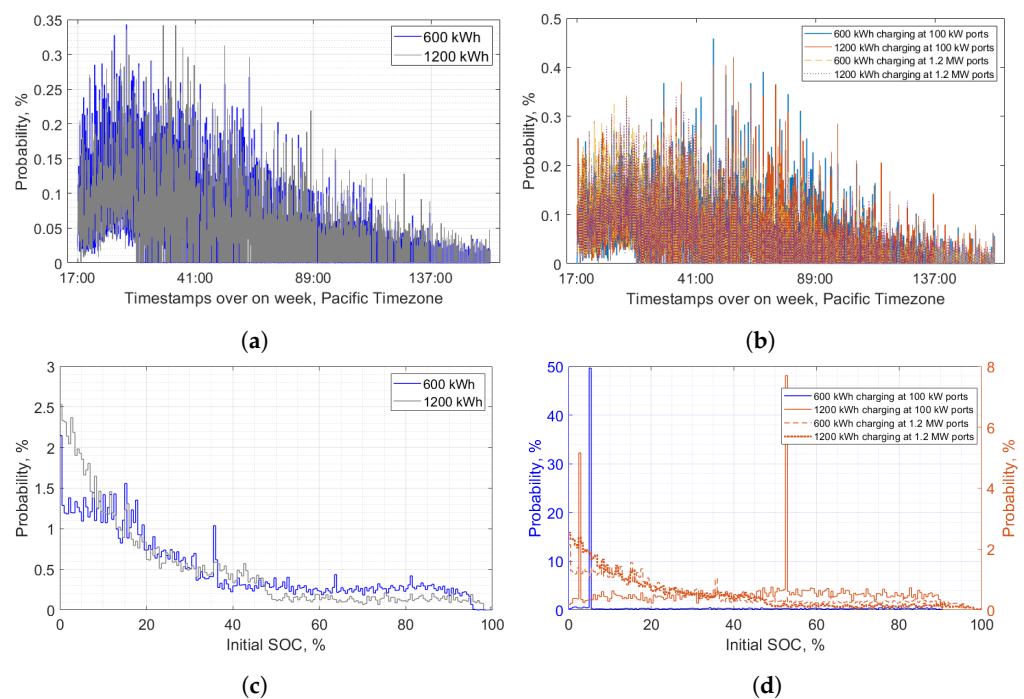 0.35
0.3
0.25
0.2
0.15
0.1
0.05
0
Probability, %
600 kWh
1200 kWh
17:00 41:00 89:00 137:00
Timestamps over on week, Pacific Timezone
(a)
0.5
0.4
0.3
0.2
0.1
0
Probability, %
600 kWh charging at 100 kW ports
1200 kWh charging at 100 kW ports
600 kWh charging at 1.2 MW ports
1200 kWh charging at 1.2 MW ports
17:00 41:00 89:00 137:00
Timestamps over on week, Pacific Timezone
(b)
3
2.5
2
1.5
1
0.5
0
Probability, %
600 kWh
1200 kWh
0 20 40 60 80 100
Initial SOC, %
(c)
50
40
30
20
10
0
Probability, %
600 kWh charging at 100 kW ports
1200 kWh charging at 100 kW ports
600 kWh charging at 1.2 MW ports
1200 kWh charging at 1.2 MW ports
8
6
4
2
0
Probability, %
0 20 40 60 80 100
Initial SOC, %
(d)